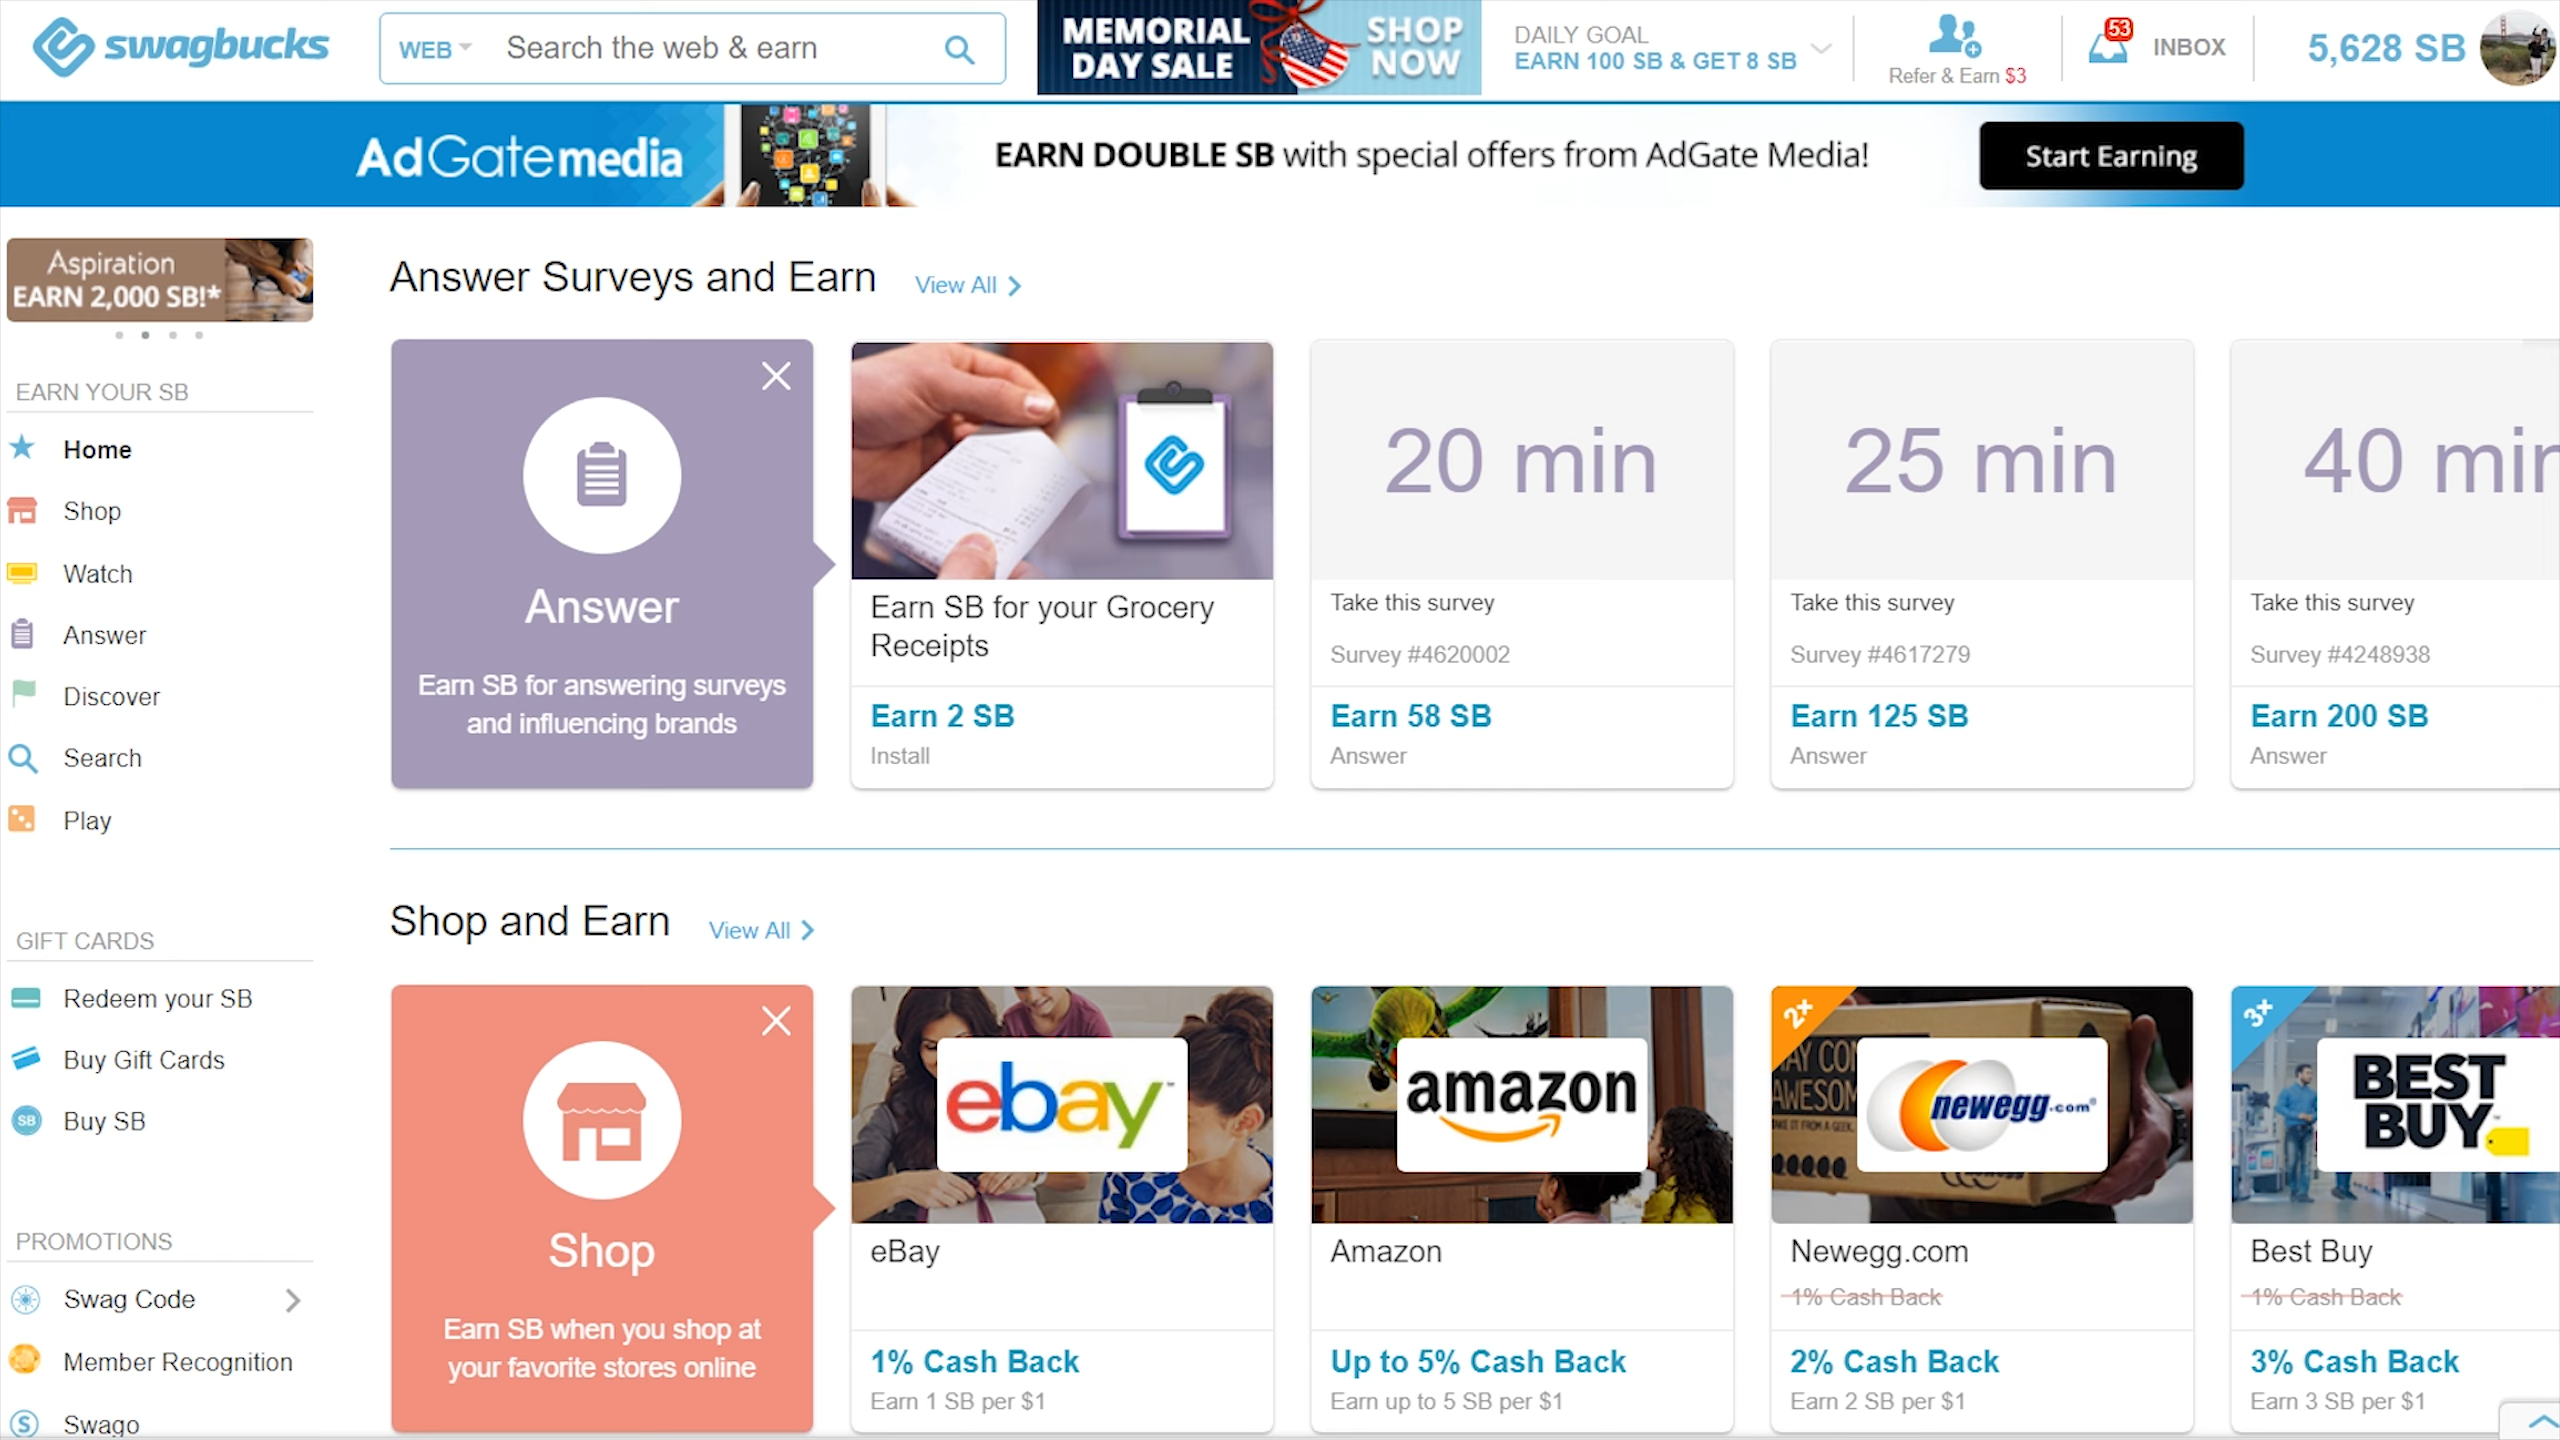 swagbucks
WEB
Search the web & earn
MEMORIAL
DAY SALE
SHOP
NOW
DAILY GOAL
EARN 100 SB & GET 8 SB
Refer & Earn $3
53
INBOX
5,628 SB
AdGatemedia
EARN DOUBLE SB with special offers from AdGate Media!
Start Earning
Aspiration
EARN 2,000 SB!*
EARN YOUR SB
Home
Shop
Watch
Answer
Discover
Search
Play
GIFT CARDS
Redeem your SB
Buy Gift Cards
SB
Buy SB
PROMOTIONS
Swag Code
Member Recognition
S
Swago
Answer Surveys and Earn
View All
Answer
Earn SB for answering surveys
and influencing brands
Earn SB for your Grocery
Receipts
Earn 2 SB
Install
20 min
Take this survey
Survey #4620002
Earn 58 SB
Answer
25 min
Take this survey
Survey #4617279
Earn 125 SB
Answer
40 min
Take this survey
Survey #4248938
Earn 200 SB
Answer
Shop and Earn
View All
Shop
Earn SB when you shop at
your favorite stores online
ebay
eBay
1% Cash Back
Earn 1 SB per $1
amazon
Amazon
Up to 5% Cash Back
Earn up to 5 SB per $1
2+
newegg.com
Newegg.com
1% Cash Back
2% Cash Back
Earn 2 SB per $1
3+
BEST
BUY
Best Buy
1% Cash Back
3% Cash Back
Earn 3 SB per $1